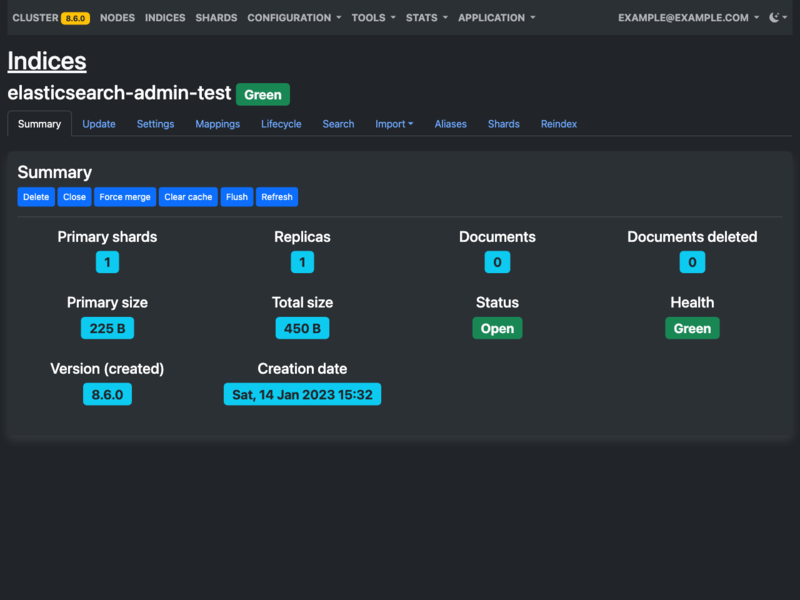 CLUSTER 8.6.0 NODES INDICES SHARDS CONFIGURATION TOOLS STATS APPLICATION EXAMPLE@EXAMPLE.COM
Indices
elasticsearch-admin-test Green
Summary Update Settings Mappings Lifecycle Search Import Aliases Shards Reindex
Summary
Delete Close Force merge Clear cache Flush Refresh
Primary shards Replicas Documents Documents deleted
1 1 0 0
Primary size Total size Status Health
225 B 450 B Open Green
Version (created) Creation date
8.6.0 Sat, 14 Jan 2023 15:32